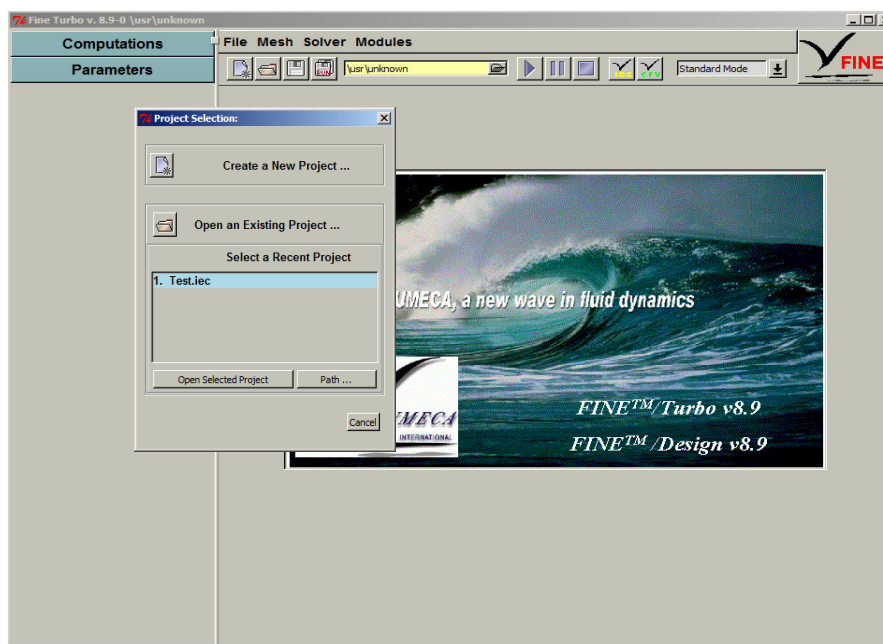 Fine Turbo v. 8.9-0 \usr\unknown
Computations
Parameters
File Mesh Solver Modules
RUN
\usr\unknown
CFV
Standard Mode
FINE
Project Selection:
Create a New Project ...
Open an Existing Project ...
Select a Recent Project
1. Test.iec
Open Selected Project
Path ...
Cancel
UMECA, a new wave in fluid dynamics
UMECA
INTERNATIONAL
FINE™/Turbo v8.9
FINE™ /Design v8.9